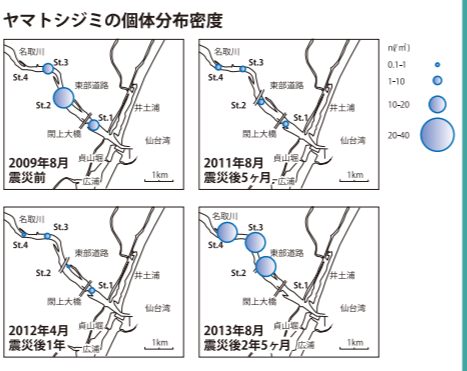 ヤマトシジミの個体分布密度
名取川
St.3
St.4
東部道路
St.2
St.1
井土浦
閖上大橋
仙台湾
貞山堀
2009年8月
震災前
広浦
1km
名取川
St.3
St.4
東部道路
St.2
St.1
井土浦
閖上大橋
仙台湾
貞山堀
2011年8月
震災後5ヶ月
広浦
1km
n(/㎡)
0.1–1
1–10
10–20
20–40
名取川
St.3
St.4
東部道路
St.2
St.1
井土浦
閖上大橋
仙台湾
貞山堀
2012年4月
震災後1年
広浦
1km
名取川
St.3
St.4
東部道路
St.2
St.1
井土浦
閖上大橋
仙台湾
貞山堀
2013年8月
震災後2年5ヶ月
広浦
1km